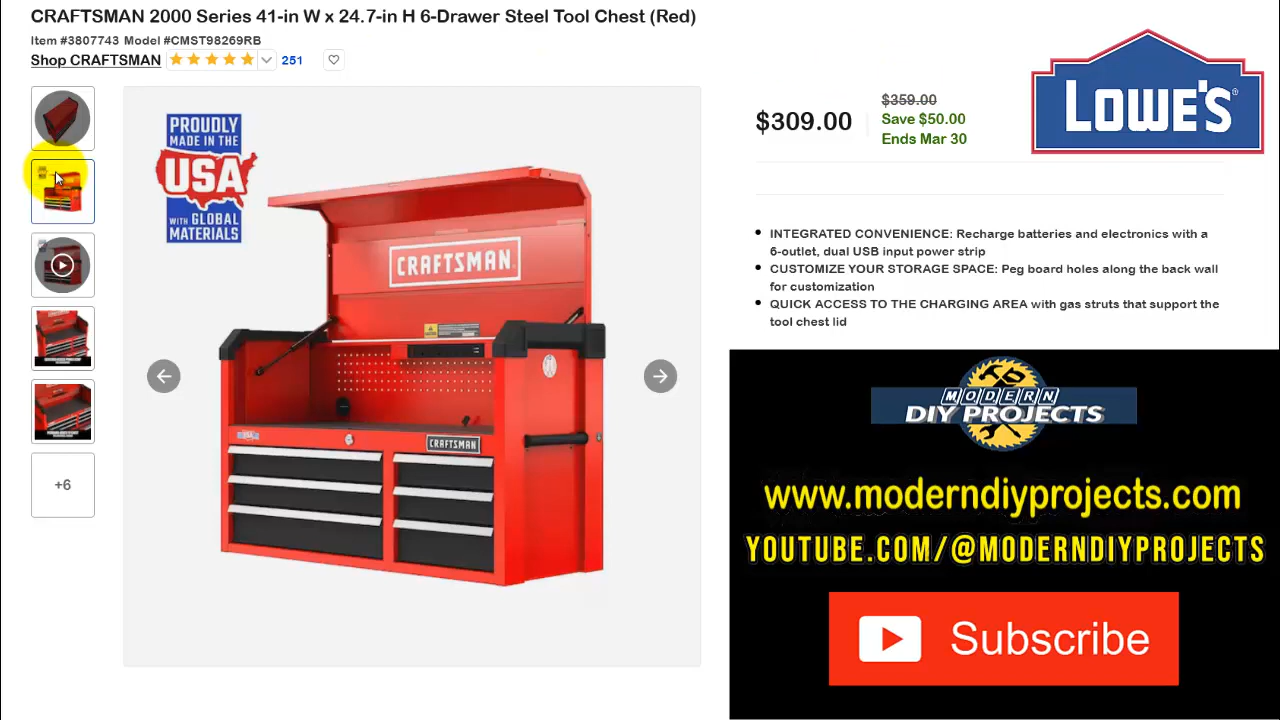 CRAFTSMAN 2000 Series 41-in W x 24.7-in H 6-Drawer Steel Tool Chest (Red)
Item #3807743 Model #CMST98269RB
Shop CRAFTSMAN
251
PROUDLY
MADE IN THE
USA
WITH GLOBAL
MATERIALS
CRAFTSMAN
CRAFTSMAN
+6
$309.00
$359.00
Save $50.00
Ends Mar 30
LOWE'S®
INTEGRATED CONVENIENCE: Recharge batteries and electronics with a
6-outlet, dual USB input power strip
CUSTOMIZE YOUR STORAGE SPACE: Peg board holes along the back wall
for customization
QUICK ACCESS TO THE CHARGING AREA with gas struts that support the
tool chest lid
MODERN
DIY PROJECTS
www.moderndiyprojects.com
YOUTUBE.COM/@MODERNDIYPROJECTS
Subscribe